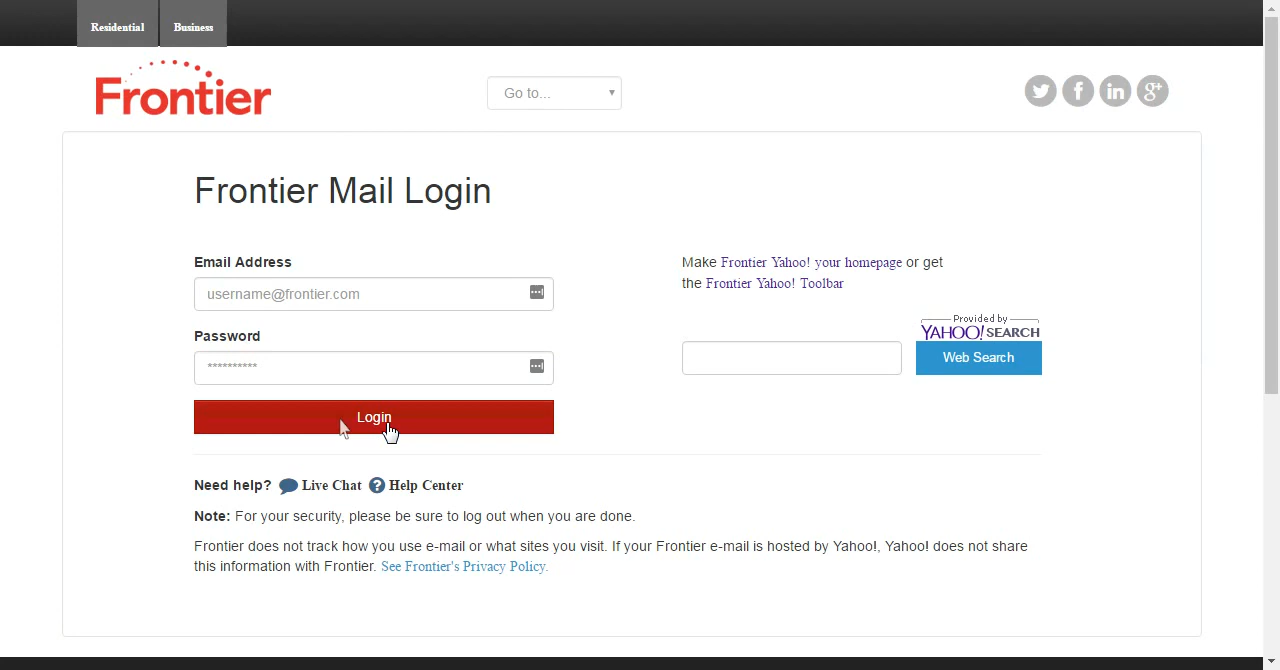 Residential Business
Frontier
Go to...
Frontier Mail Login
Email Address
username@frontier.com
Password
**********
Login
Make Frontier Yahoo! your homepage or get
the Frontier Yahoo! Toolbar
Provided by
YAHOO! SEARCH
Web Search
Need help? Live Chat ? Help Center
Note: For your security, please be sure to log out when you are done.
Frontier does not track how you use e-mail or what sites you visit. If your Frontier e-mail is hosted by Yahoo!, Yahoo! does not share
this information with Frontier. See Frontier's Privacy Policy.